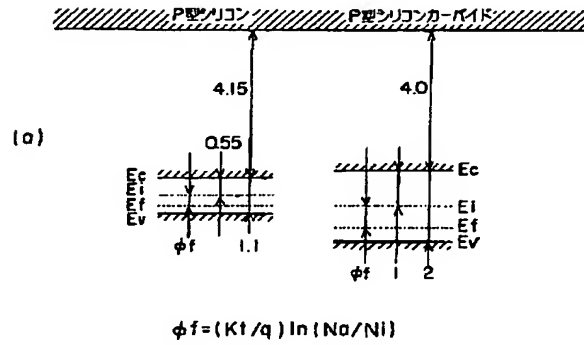 P型シリコン P型シリコンカーバイド
4.15 4.0
(a)
0.55
Ec Ec
Ei Ei
Ef Ef
Ev Ev
φf 1.1 φf 1 2
φf=(Kt/q)ln(Na/Ni)